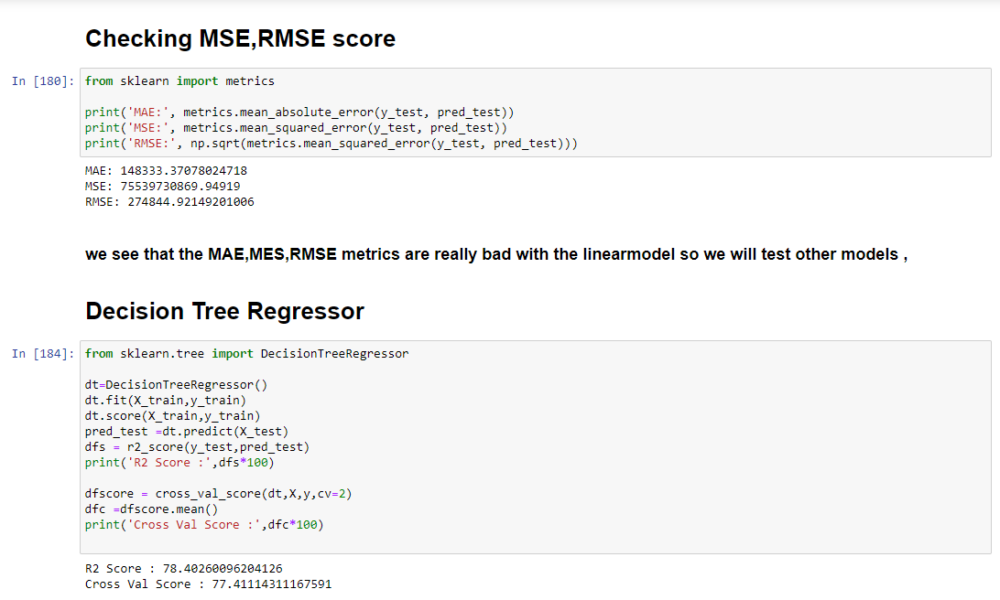 Checking MSE,RMSE score
In [180]: from sklearn import metrics
print('MAE:', metrics.mean_absolute_error(y_test, pred_test))
print('MSE:', metrics.mean_squared_error(y_test, pred_test))
print('RMSE:', np.sqrt(metrics.mean_squared_error(y_test, pred_test)))
MAE: 148333.37078024718
MSE: 75539730869.94919
RMSE: 274844.92149201006
we see that the MAE,MES,RMSE metrics are really bad with the linearmodel so we will test other models ,
Decision Tree Regressor
In [184]: from sklearn.tree import DecisionTreeRegressor
dt=DecisionTreeRegressor()
dt.fit(X_train,y_train)
dt.score(X_train,y_train)
pred_test =dt.predict(X_test)
dfs = r2_score(y_test,pred_test)
print('R2 Score :',dfs*100)
dfscore = cross_val_score(dt,X,y,cv=2)
dfc =dfscore.mean()
print('Cross Val Score :',dfc*100)
R2 Score : 78.40260096204126
Cross Val Score : 77.41114311167591